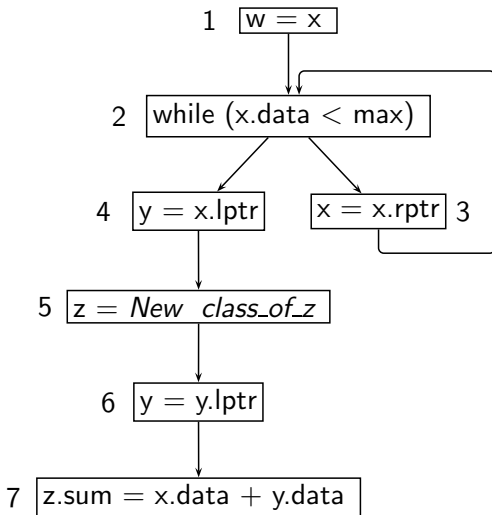 1 w = x
2 while (x.data < max)
4 y = x.lptr
x = x.rptr 3
5 z = New class_of_z
6 y = y.lptr
7 z.sum = x.data + y.data